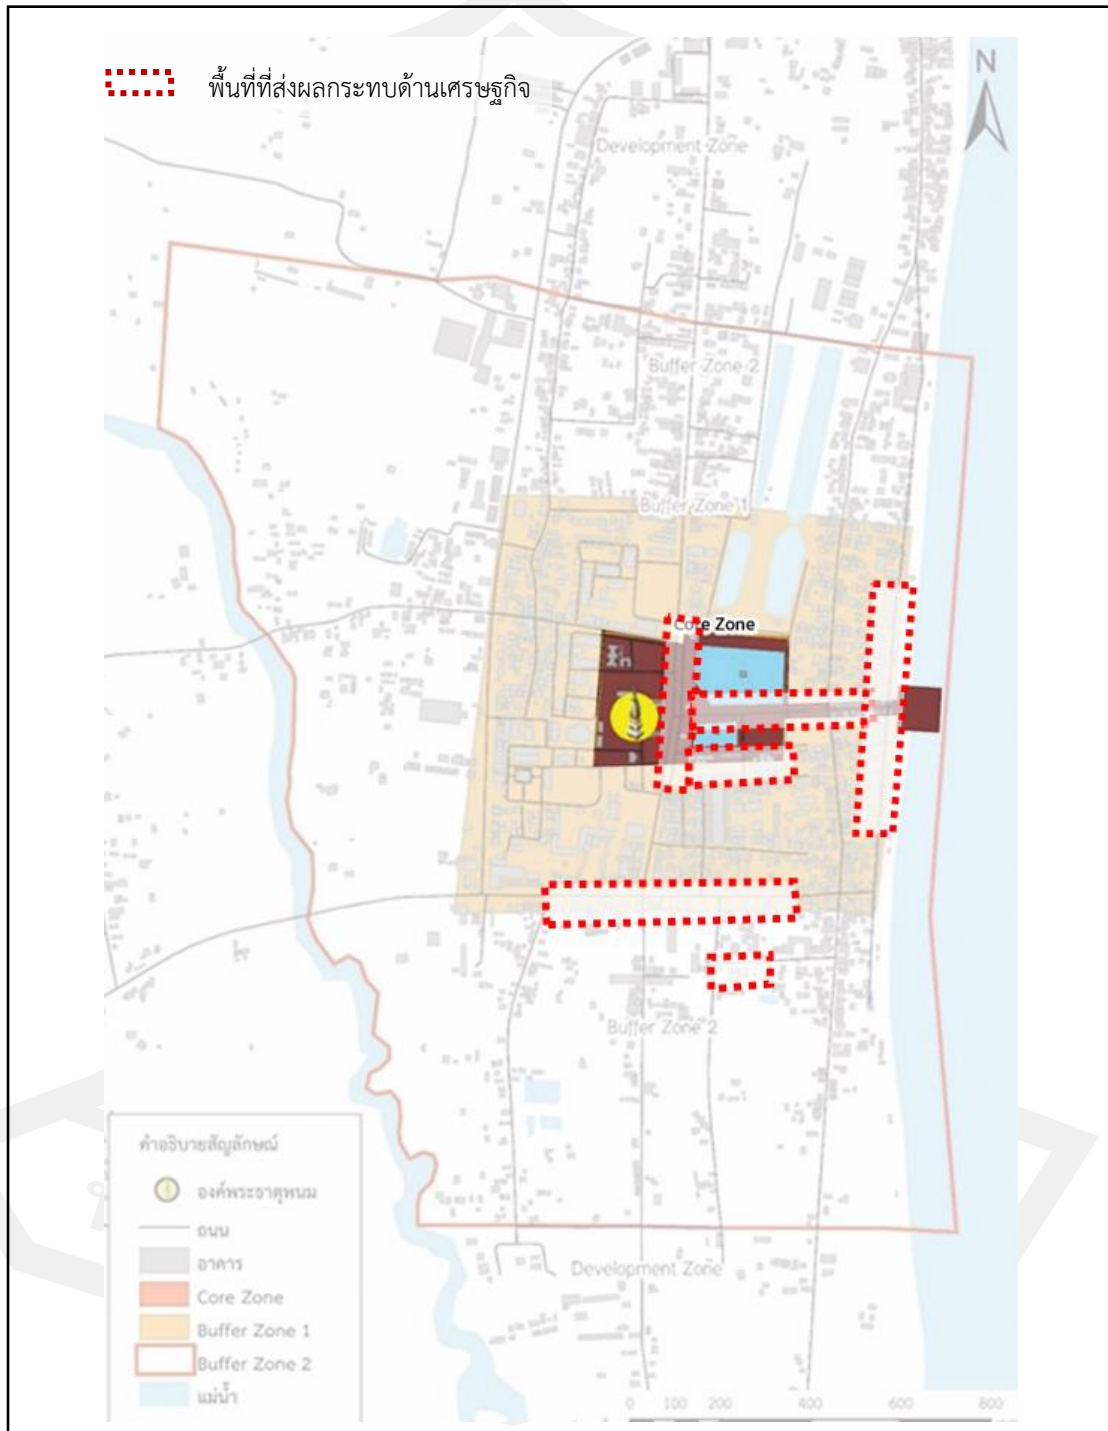 พื้นที่ที่ส่งผลกระทบด้านเศรษฐกิจ
N
Development Zone
Buffer Zone 2
Buffer Zone 1
Core Zone
Buffer Zone 2
Development Zone
คำอธิบายสัญลักษณ์
องค์พระธาตุพนม
ถนน
อาคาร
Core Zone
Buffer Zone 1
Buffer Zone 2
แม่น้ำ
0 100 200 400 600 800